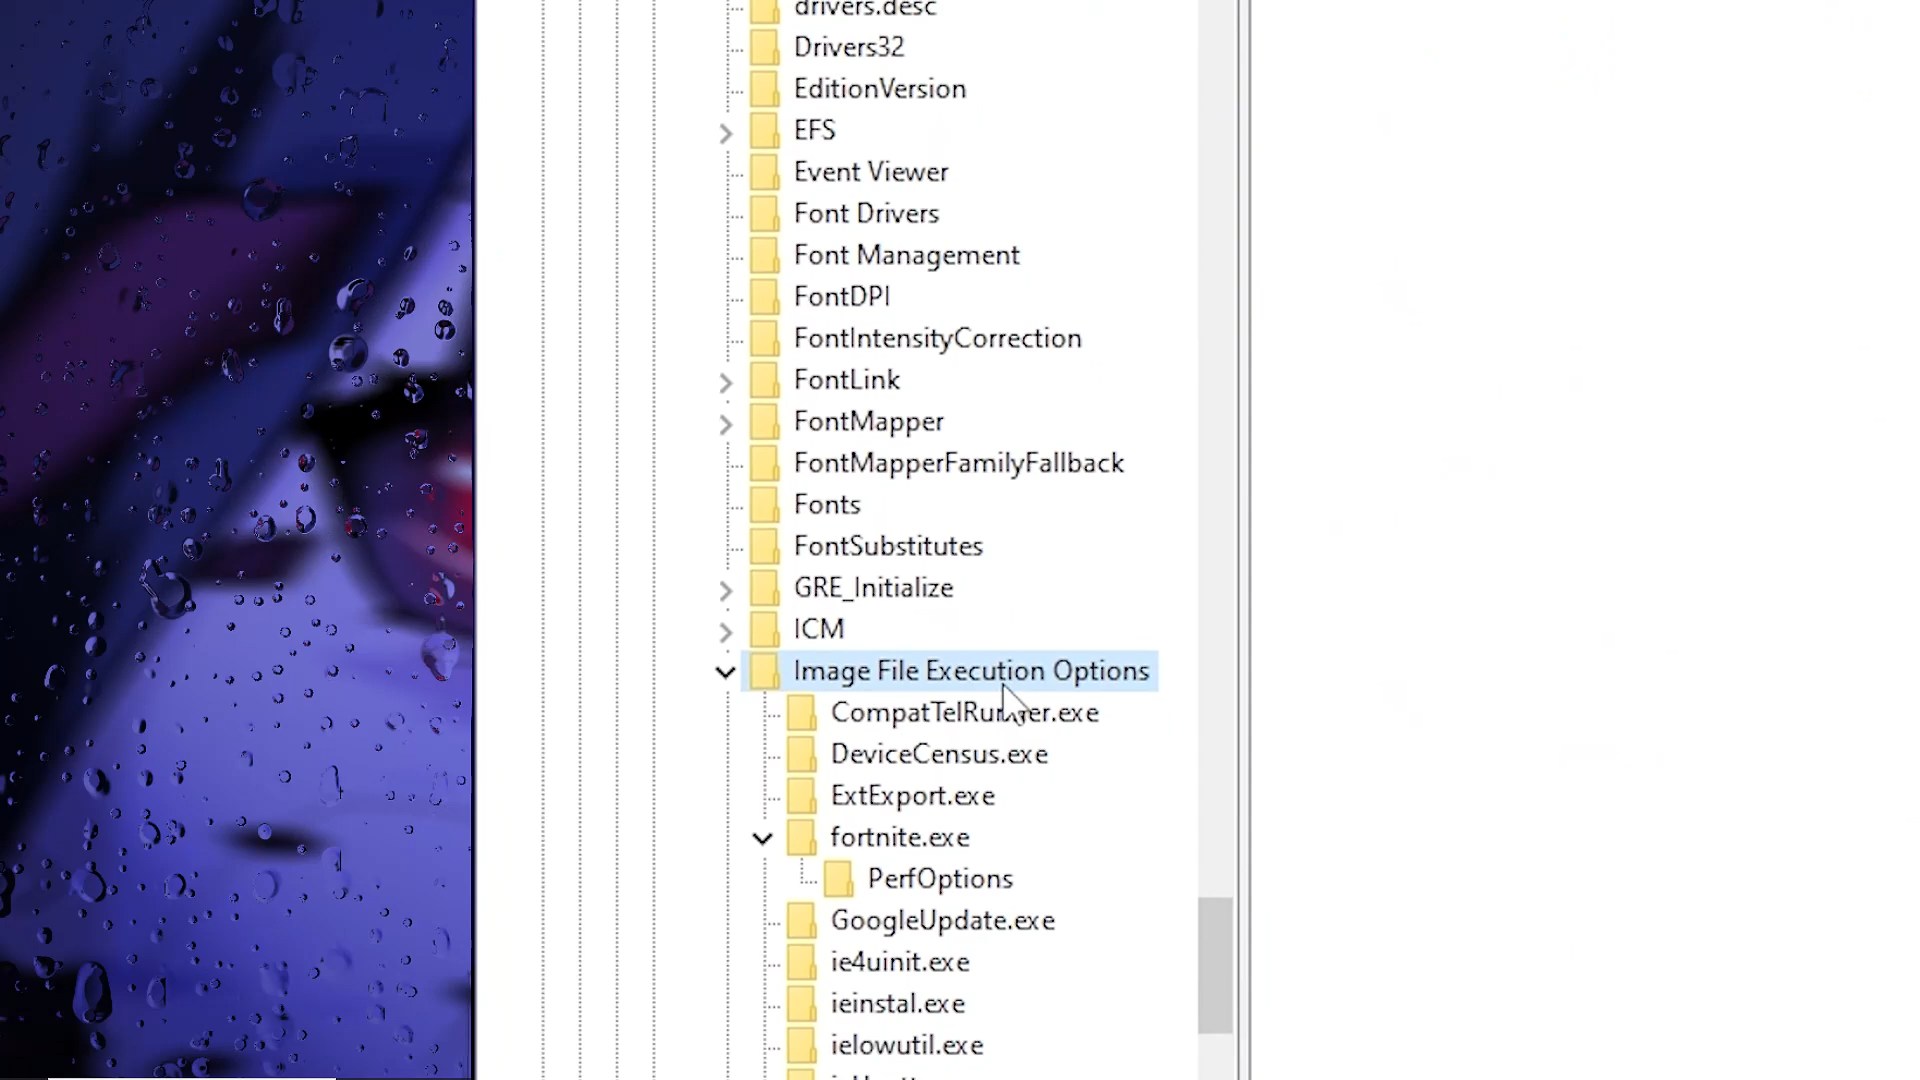 drivers.desc
Drivers32
EditionVersion
EFS
Event Viewer
Font Drivers
Font Management
FontDPI
FontIntensityCorrection
FontLink
FontMapper
FontMapperFamilyFallback
Fonts
FontSubstitutes
GRE_Initialize
ICM
Image File Execution Options
CompatTelRunner.exe
DeviceCensus.exe
ExtExport.exe
fortnite.exe
PerfOptions
GoogleUpdate.exe
ie4uinit.exe
ieinstal.exe
ielowutil.exe